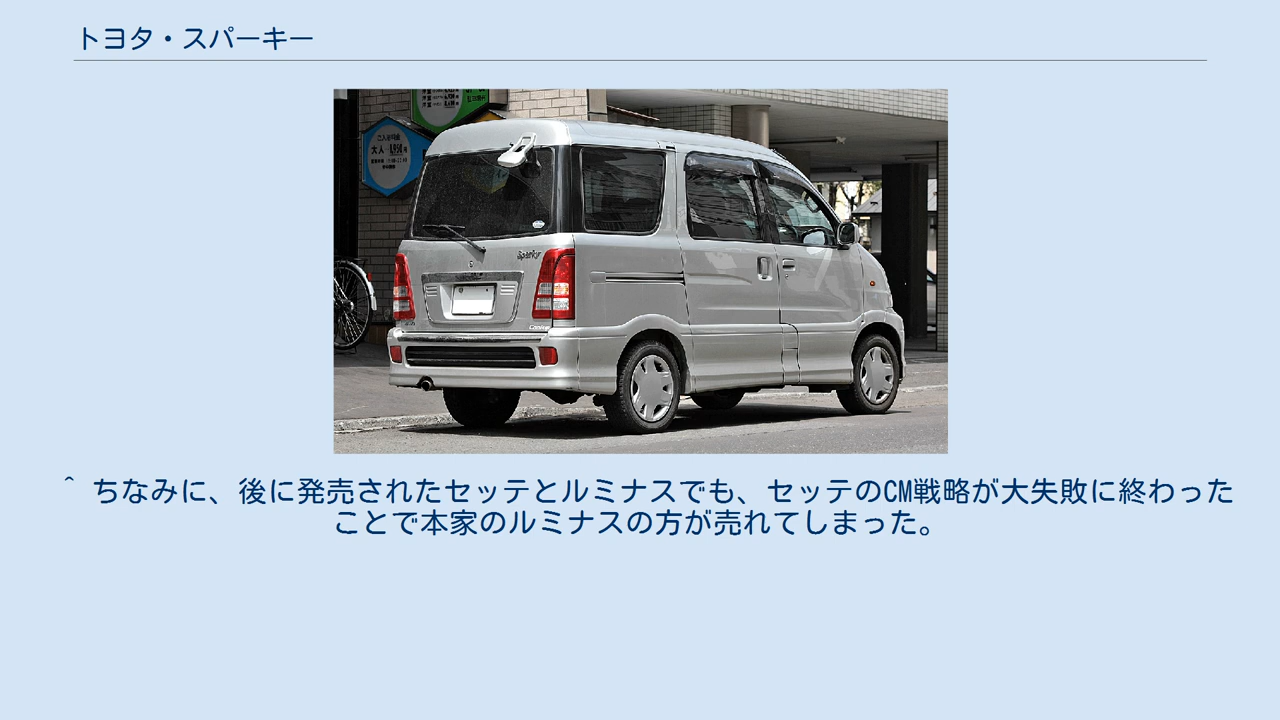 トヨタ・スパーキー
大人
Sparky
^ ちなみに、後に発売されたセッテとルミナスでも、セッテのCM戦略が大失敗に終わった
ことで本家のルミナスの方が売れてしまった。